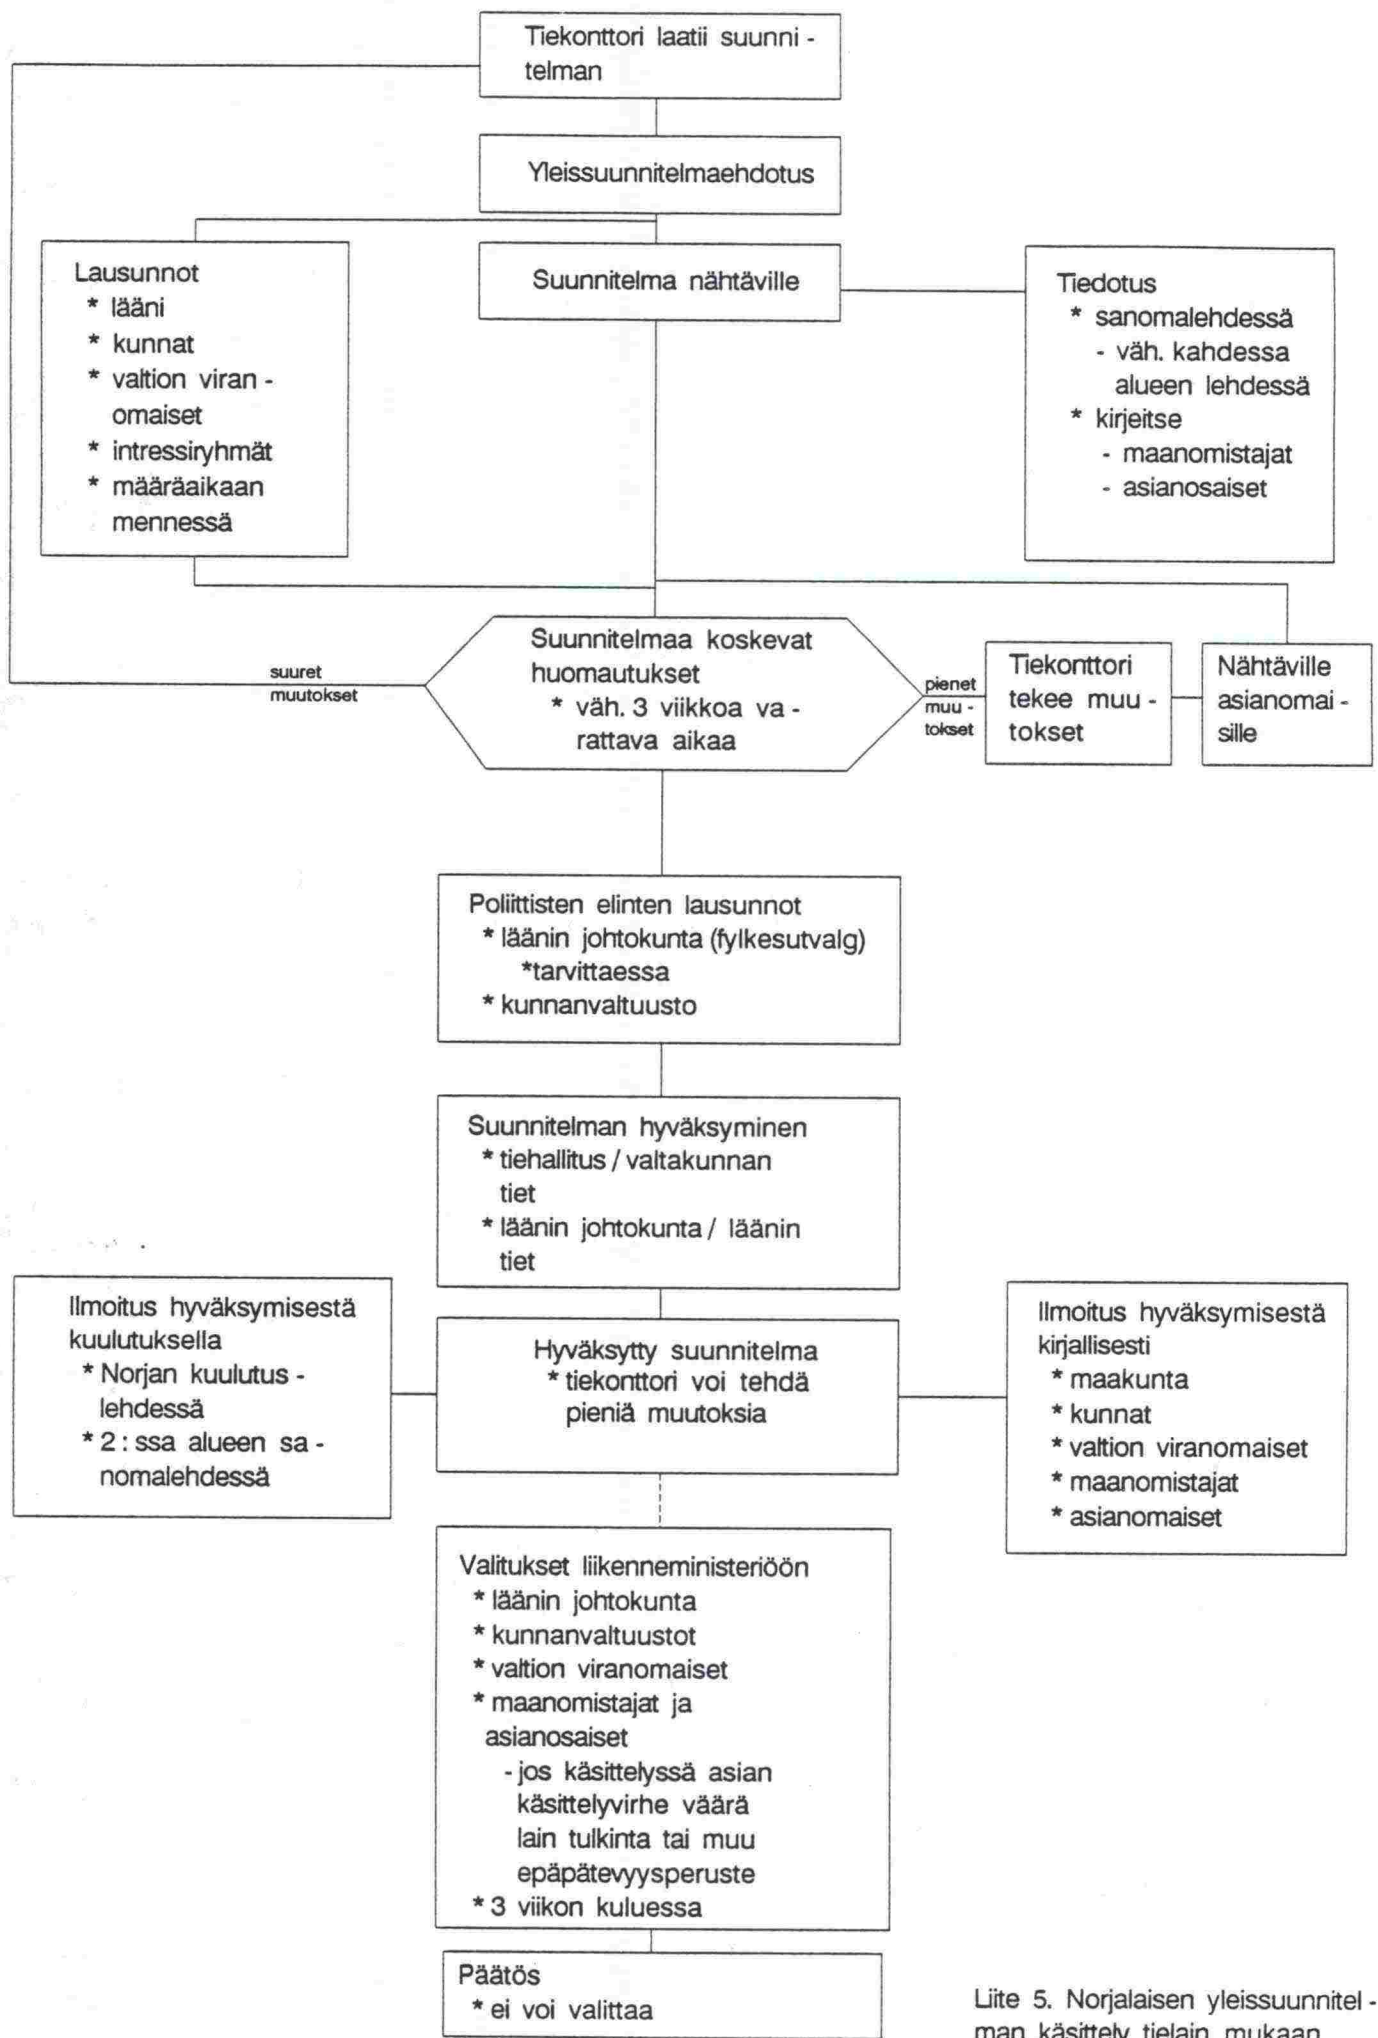 Tiekonttori laatii suunni -
telman
Yleissuunnitelmaehdotus
Lausunnot
* lääni
* kunnat
* valtion viran -
omaiset
* intressiryhmät
* määräaikaan
mennessä
Suunnitelma nähtäville
Tiedotus
* sanomalehdessä
- väh. kahdessa
alueen lehdessä
* kirjeitse
- maanomistajat
- asianosaiset
suuret
muutokset
Suunnitelmaa koskevat
huomautukset
* väh. 3 viikkoa va -
rattava aikaa
pienet
muu -
tokset
Tiekonttori
tekee muu -
tokset
Nähtäville
asianomai -
sille
Poliittisten elinten lausunnot
* läänin johtokunta (fylkesutvalg)
*tarvittaessa
* kunnanvaltuusto
Suunnitelman hyväksyminen
* tiehallitus / valtakunnan
tiet
* läänin johtokunta / läänin
tiet
Ilmoitus hyväksymisestä
kuulutuksella
* Norjan kuulutus -
lehdessä
* 2 : ssa alueen sa -
nomalehdessä
Hyväksytty suunnitelma
* tiekonttori voi tehdä
pieniä muutoksia
Ilmoitus hyväksymisestä
kirjallisesti
* maakunta
* kunnat
* valtion viranomaiset
* maanomistajat
* asianomaiset
Valitukset liikenneministeriöön
* läänin johtokunta
* kunnanvaltuustot
* valtion viranomaiset
* maanomistajat ja
asianosaiset
- jos käsittelyssä asian
käsittelyvirhe väärä
lain tulkinta tai muu
epäpätevyysperuste
* 3 viikon kuluessa
Päätös
* ei voi valittaa
Liite 5. Norjalaisen yleissuunnitel -
man käsittely tielain mukaan